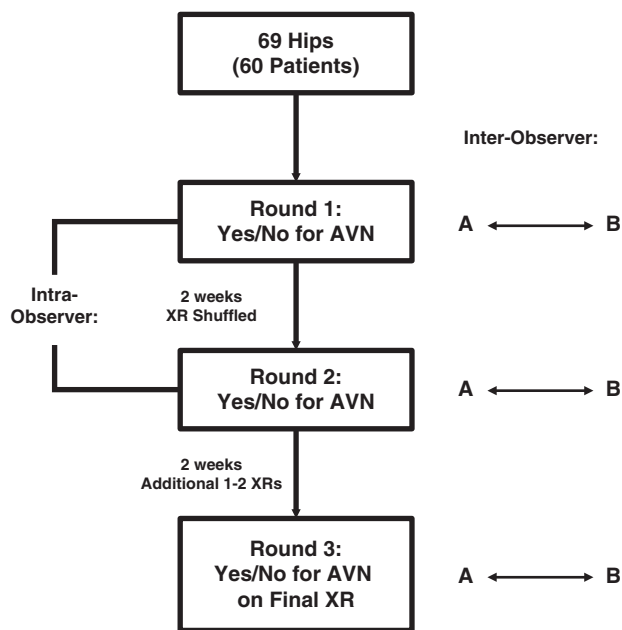 69 Hips
(60 Patients)
Inter-Observer:
Round 1:
Yes/No for AVN
A
B
Intra-
Observer:
2 weeks
XR Shuffled
Round 2:
Yes/No for AVN
A
B
2 weeks
Additional 1-2 XRs
Round 3:
Yes/No for AVN
on Final XR
A
B